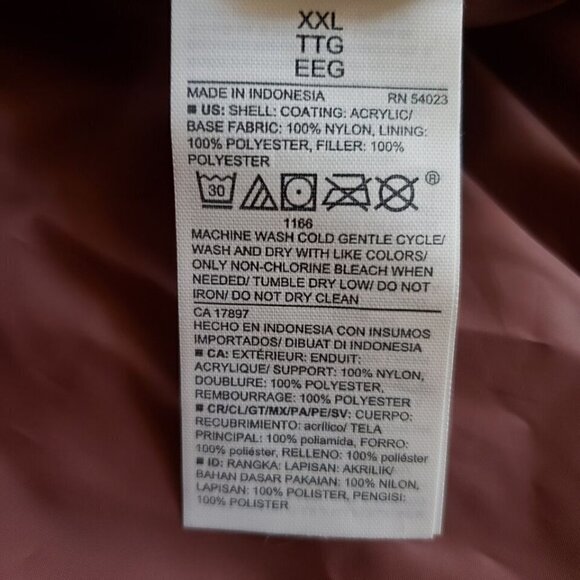 XXL
TTG
EEG
MADE IN INDONESIA RN 54023
■ US: SHELL: COATING: ACRYLIC/
BASE FABRIC: 100% NYLON, LINING:
100% POLYESTER, FILLER: 100%
POLYESTER
30 ®
1166
MACHINE WASH COLD GENTLE CYCLE/
WASH AND DRY WITH LIKE COLORS/
ONLY NON-CHLORINE BLEACH WHEN
NEEDED/ TUMBLE DRY LOW/ DO NOT
IRON/ DO NOT DRY CLEAN
CA 17897
HECHO EN INDONESIA CON INSUMOS
IMPORTADOS/ DIBUAT DI INDONESIA
■ CA: EXTÉRIEUR: ENDUIT:
ACRYLIQUE/ SUPPORT: 100% NYLON,
DOUBLURE: 100% POLYESTER,
REMBOURRAGE: 100% POLYESTER
■ CR/CL/GT/MX/PA/PE/SV: CUERPO:
RECUBRIMIENTO: acrílico/ TELA
PRINCIPAL: 100% poliamida, FORRO:
100% poliéster, RELLENO: 100% poliéster
■ ID: RANGKA: LAPISAN: AKRILIK/
BAHAN DASAR PAKAIAN: 100% NILON,
LAPISAN: 100% POLISTER, PENGISI:
100% POLISTER